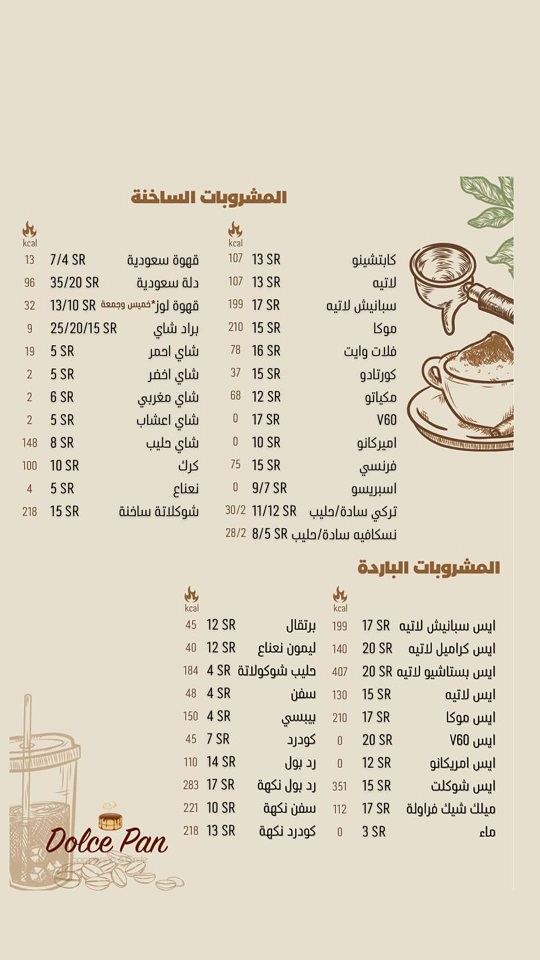 المشروبات الساخنة
kcal
كابتشينو 13 SR 107
لاتيه 13 SR 107
سبانيش لاتيه 17 SR 199
موكا 15 SR 210
فلات وايت 16 SR 78
كورتادو 15 SR 37
مكياتو 12 SR 68
V60 17 SR 0
اميركانو 10 SR 0
فرنسي 15 SR 75
اسبريسو 9/7 SR 0
تركي سادة/حليب 11/12 SR 30/2
نسكافيه سادة/حليب 8/5 SR 28/2
kcal
قهوة سعودية 7/4 SR 13
دلة سعودية 35/20 SR 96
قهوة لوز*خميس وجمعة 13/10 SR 32
براد شاي 25/20/15 SR 9
شاي احمر 5 SR 19
شاي اخضر 5 SR 2
شاي مغربي 6 SR 2
شاي اعشاب 5 SR 2
شاي حليب 8 SR 148
كرك 10 SR 100
نعناع 5 SR 4
شوكلاتة ساخنة 15 SR 218
المشروبات الباردة
kcal
ايس سبانيش لاتيه 17 SR 199
ايس كراميل لاتيه 20 SR 140
ايس بستاشيو لاتيه 20 SR 407
ايس لاتيه 15 SR 130
ايس موكا 17 SR 210
ايس V60 20 SR 0
ايس امريكانو 12 SR 0
ايس شوكلت 15 SR 351
ميلك شيك فراولة 17 SR 112
ماء 3 SR 0
kcal
برتقال 12 SR 45
ليمون نعناع 12 SR 40
حليب شوكولاتة 4 SR 184
سفن 4 SR 48
بيبسي 4 SR 150
كودرد 7 SR 45
رد بول 14 SR 110
رد بول نكهة 17 SR 283
سفن نكهة 10 SR 221
كودرد نكهة 13 SR 218
Dolce Pan